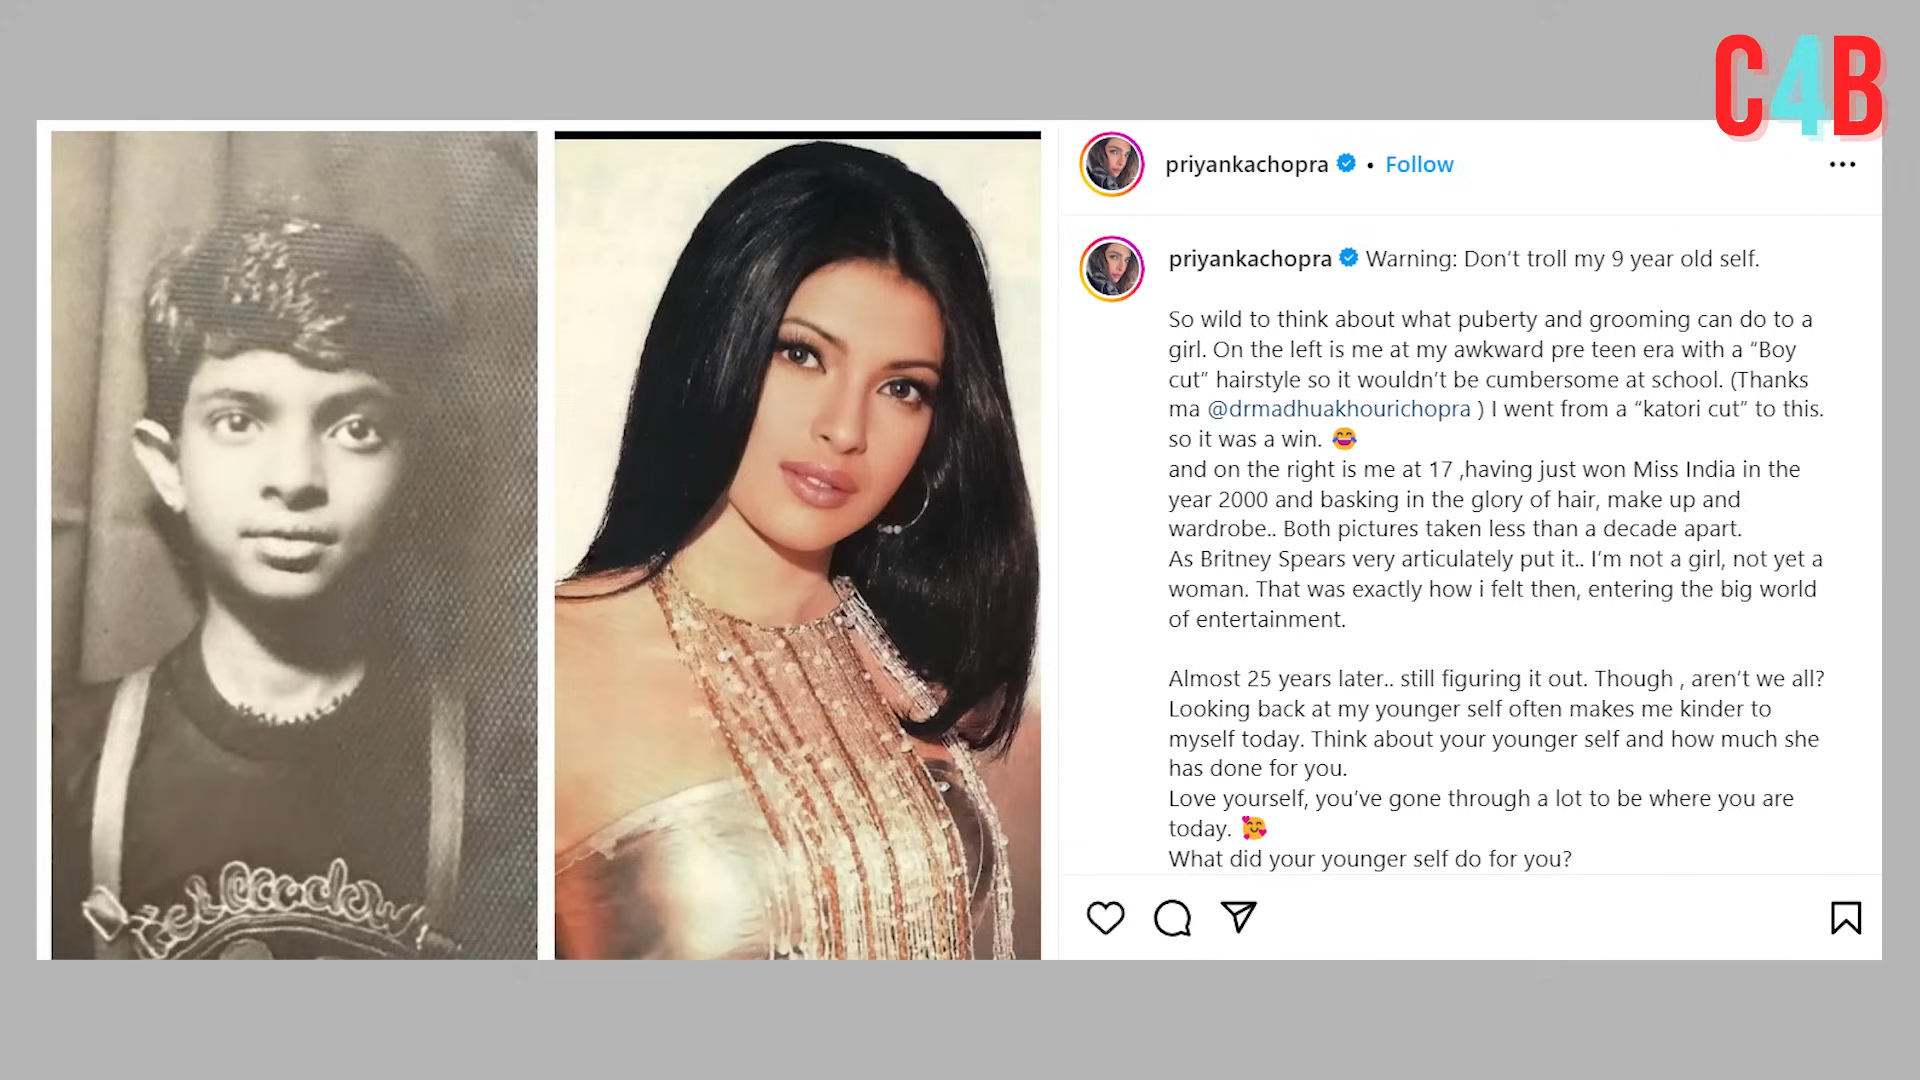 C4B
priyankachopra • Follow
priyankachopra Warning: Don't troll my 9 year old self.
So wild to think about what puberty and grooming can do to a
girl. On the left is me at my awkward pre teen era with a “Boy
cut” hairstyle so it wouldn't be cumbersome at school. (Thanks
ma @drmadhuakhourichopra ) I went from a “katori cut” to this.
so it was a win. 😂
and on the right is me at 17 ,having just won Miss India in the
year 2000 and basking in the glory of hair, make up and
wardrobe.. Both pictures taken less than a decade apart.
As Britney Spears very articulately put it.. I'm not a girl, not yet a
woman. That was exactly how i felt then, entering the big world
of entertainment.
Almost 25 years later.. still figuring it out. Though , aren't we all?
Looking back at my younger self often makes me kinder to
myself today. Think about your younger self and how much she
has done for you.
Love yourself, you've gone through a lot to be where you are
today. 🥰
What did your younger self do for you?